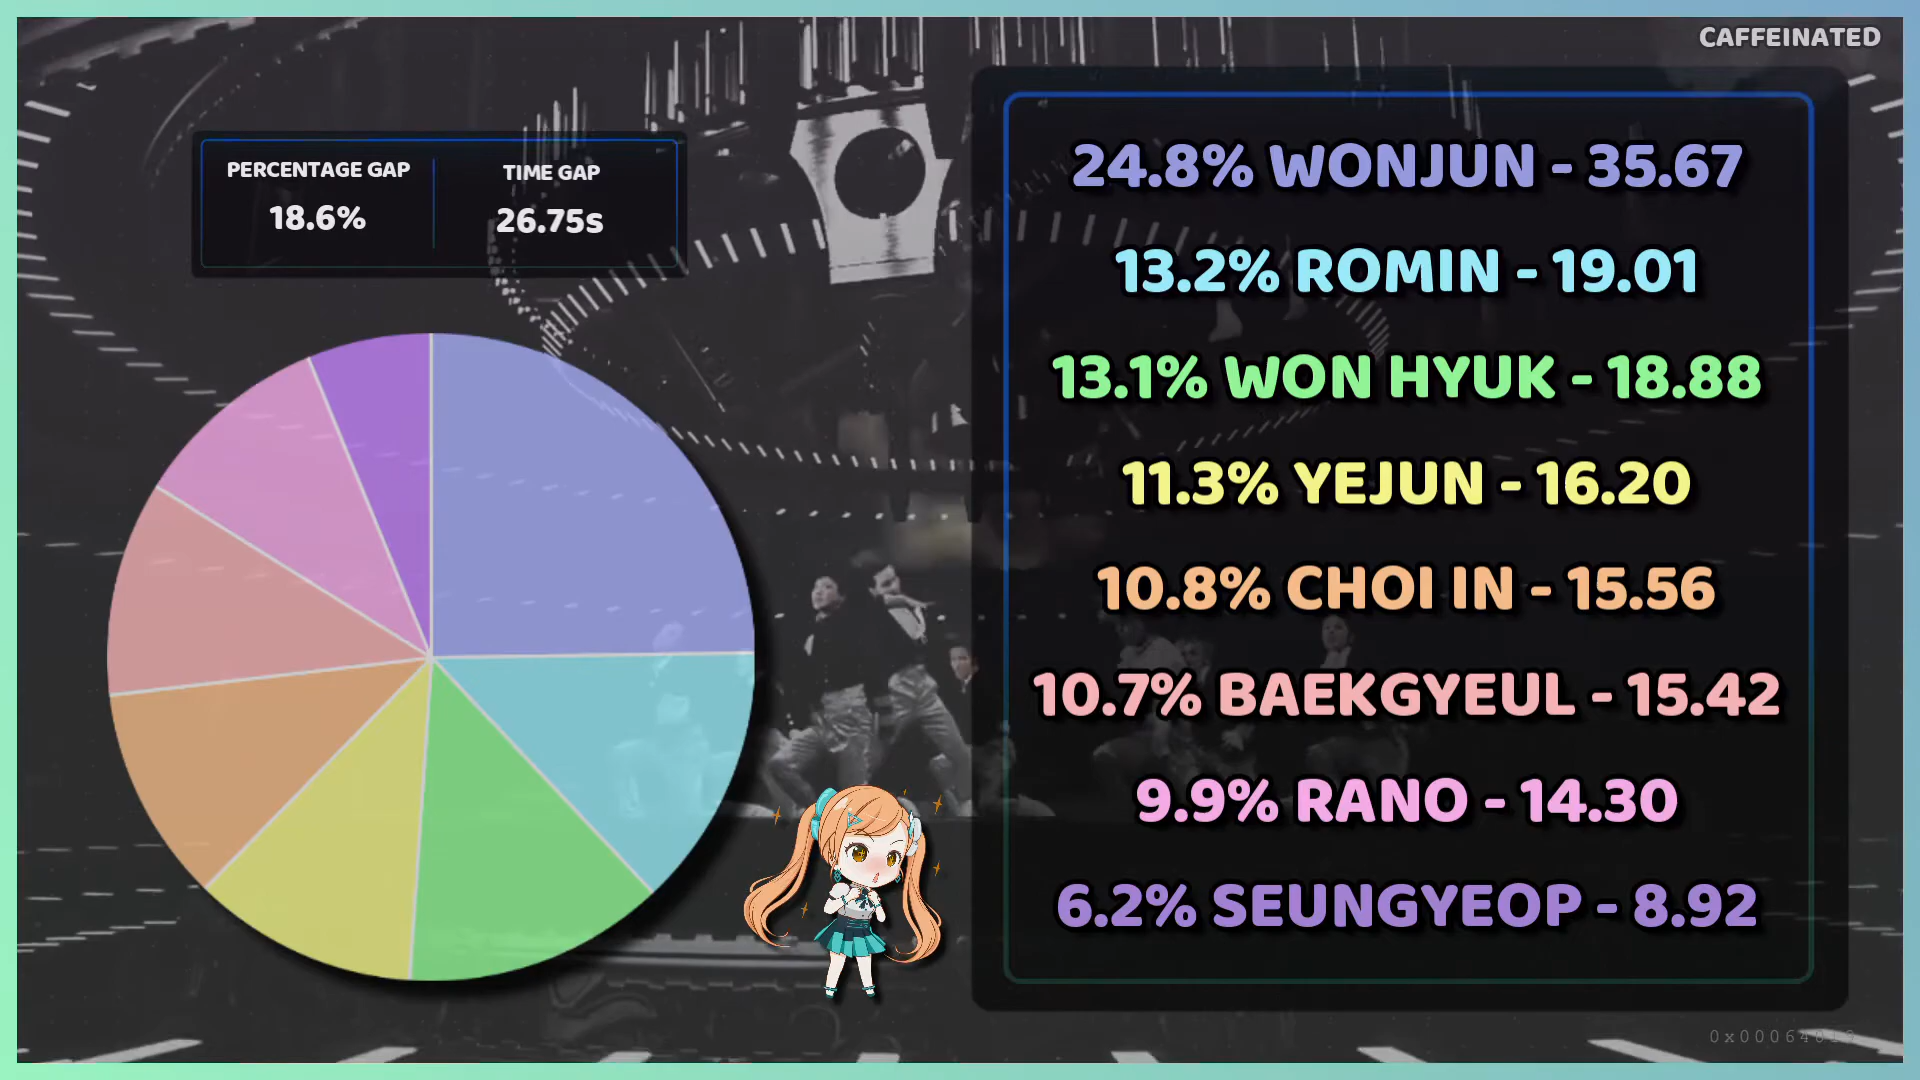 CAFFEINATED
PERCENTAGE GAP
18.6%
TIME GAP
26.75s
24.8% WONJUN - 35.67
13.2% ROMIN - 19.01
13.1% WON HYUK - 18.88
11.3% YEJUN - 16.20
10.8% CHOI IN - 15.56
10.7% BAEKGYEUL - 15.42
9.9% RANO - 14.30
6.2% SEUNGYEOP - 8.92